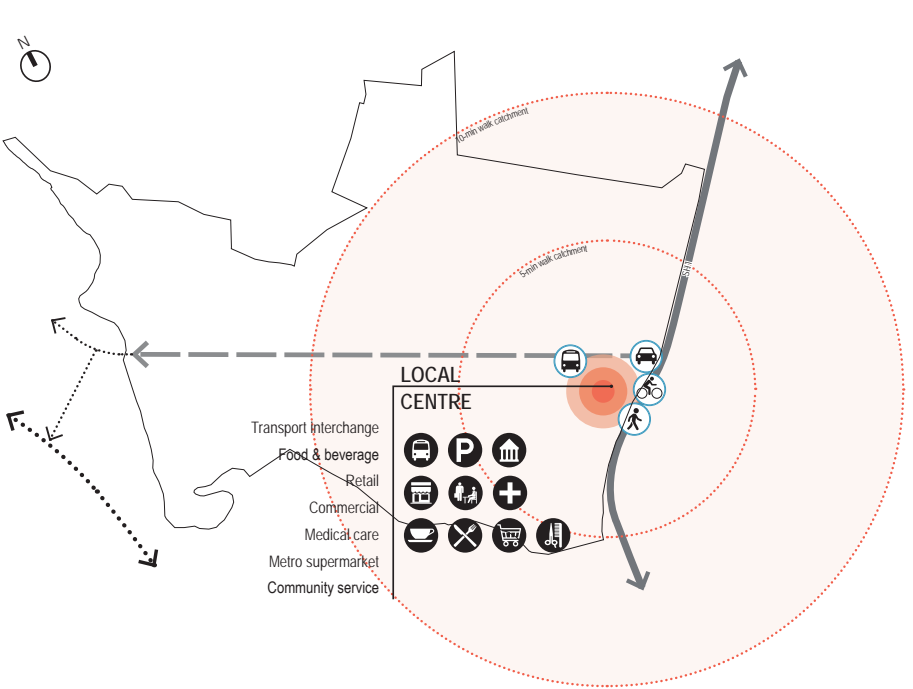 N
10-min walk catchment
5-min walk catchment
SH1
LOCAL
CENTRE
Transport interchange
Food & beverage
Retail
Commercial
Medical care
Metro supermarket
Community service
P